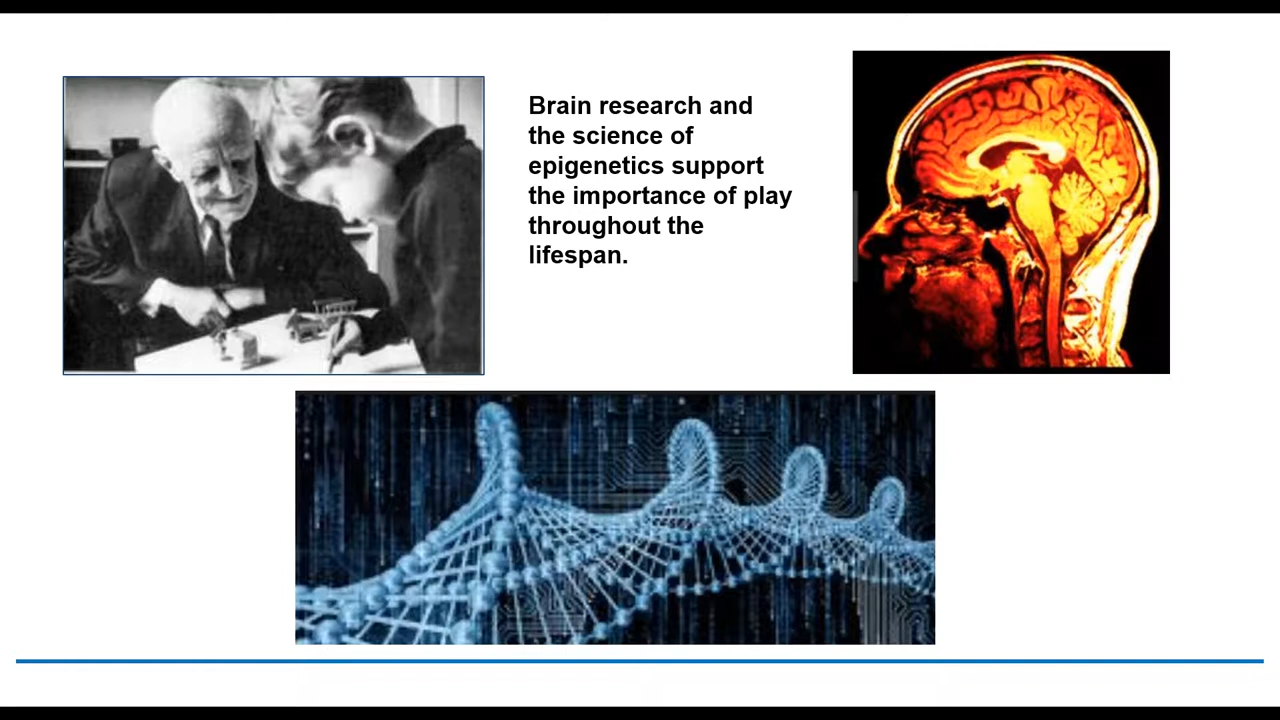 Brain research and
the science of
epigenetics support
the importance of play
throughout the
lifespan.